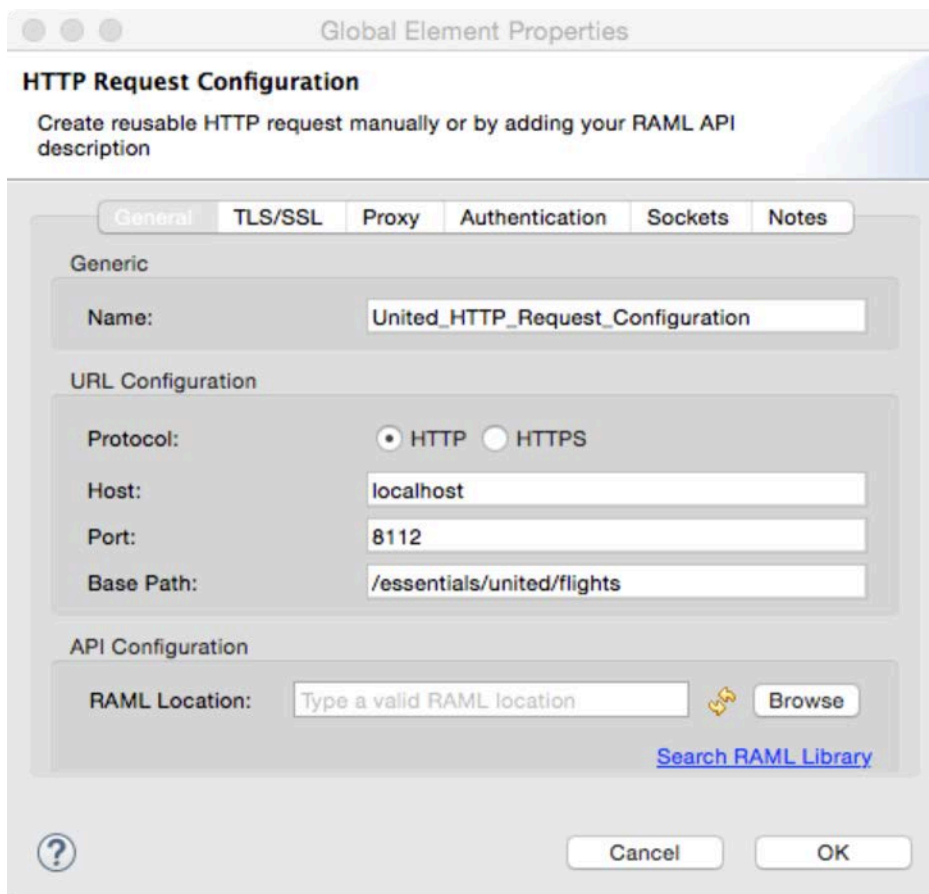 Global Element Properties
HTTP Request Configuration
Create reusable HTTP request manually or by adding your RAML API
description
General TLS/SSL Proxy Authentication Sockets Notes
Generic
Name: United_HTTP_Request_Configuration
URL Configuration
Protocol: HTTP HTTPS
Host: localhost
Port: 8112
Base Path: /essentials/united/flights
API Configuration
RAML Location: Type a valid RAML location Browse
Search RAML Library
? Cancel OK